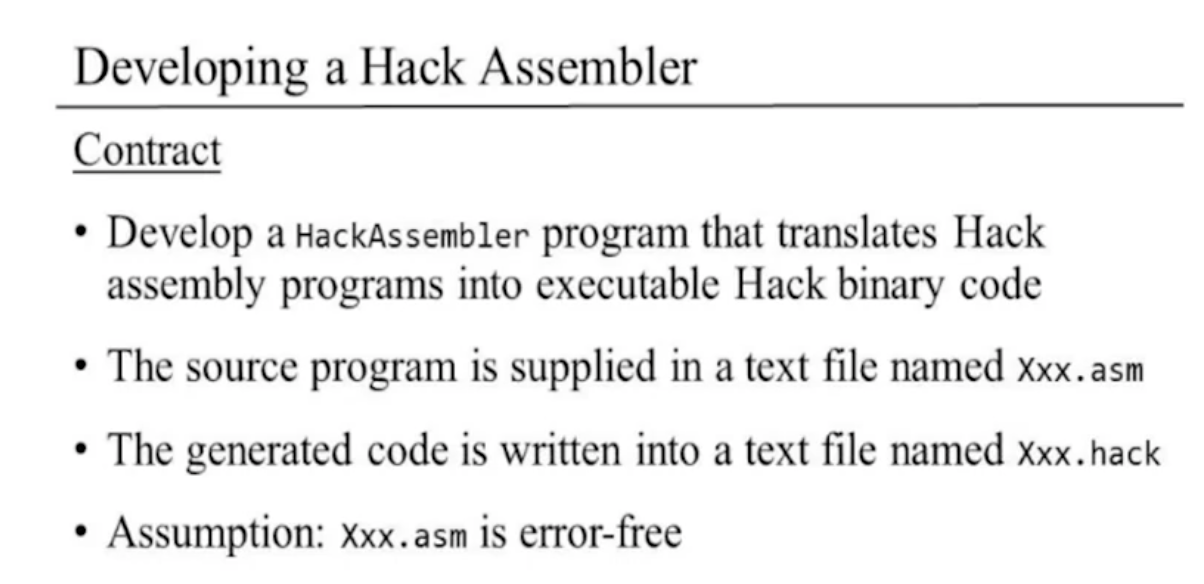 Developing a Hack Assembler
Contract
• Develop a HackAssembler program that translates Hack
assembly programs into executable Hack binary code
• The source program is supplied in a text file named Xxx.asm
• The generated code is written into a text file named Xxx.hack
• Assumption: Xxx.asm is error-free